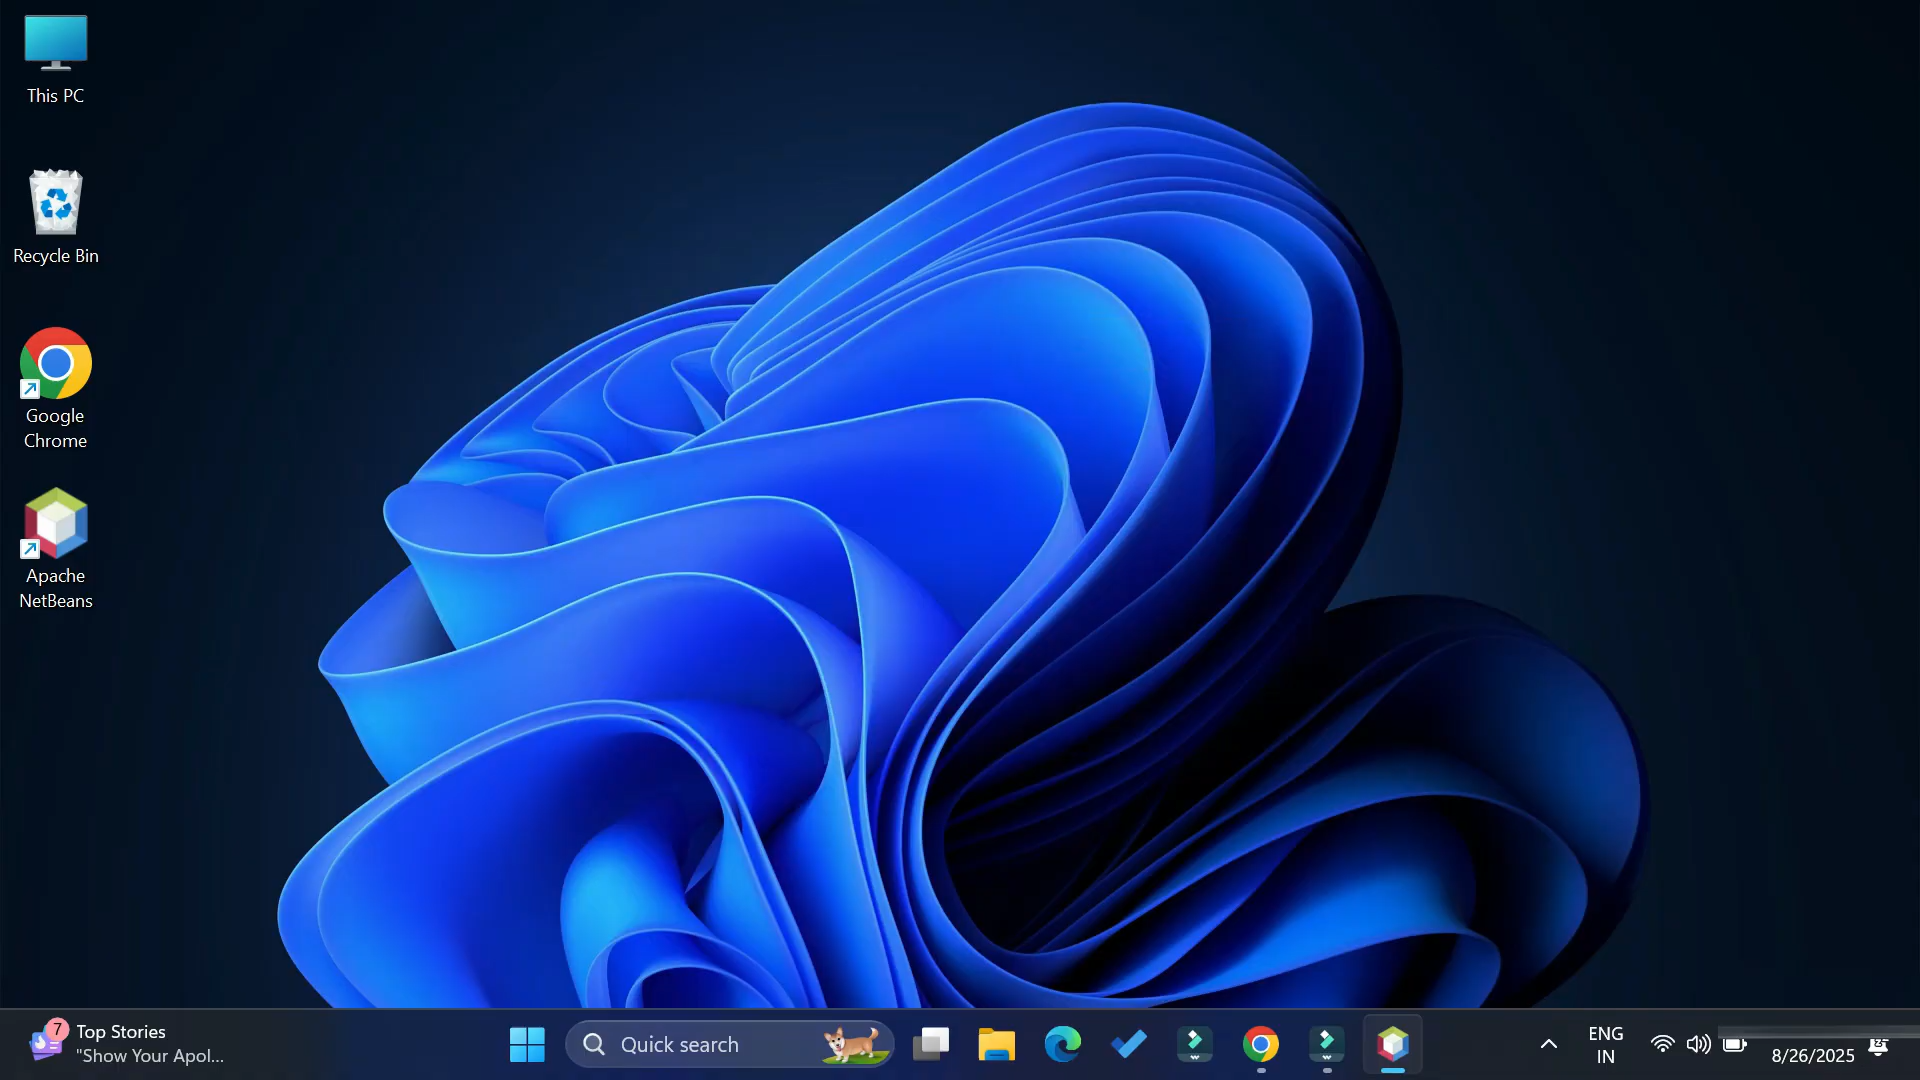 This PC
Recycle Bin
Google
Chrome
Apache
NetBeans
7
Top Stories
"Show Your Apol...
Quick search
ENG
IN
8/26/2025